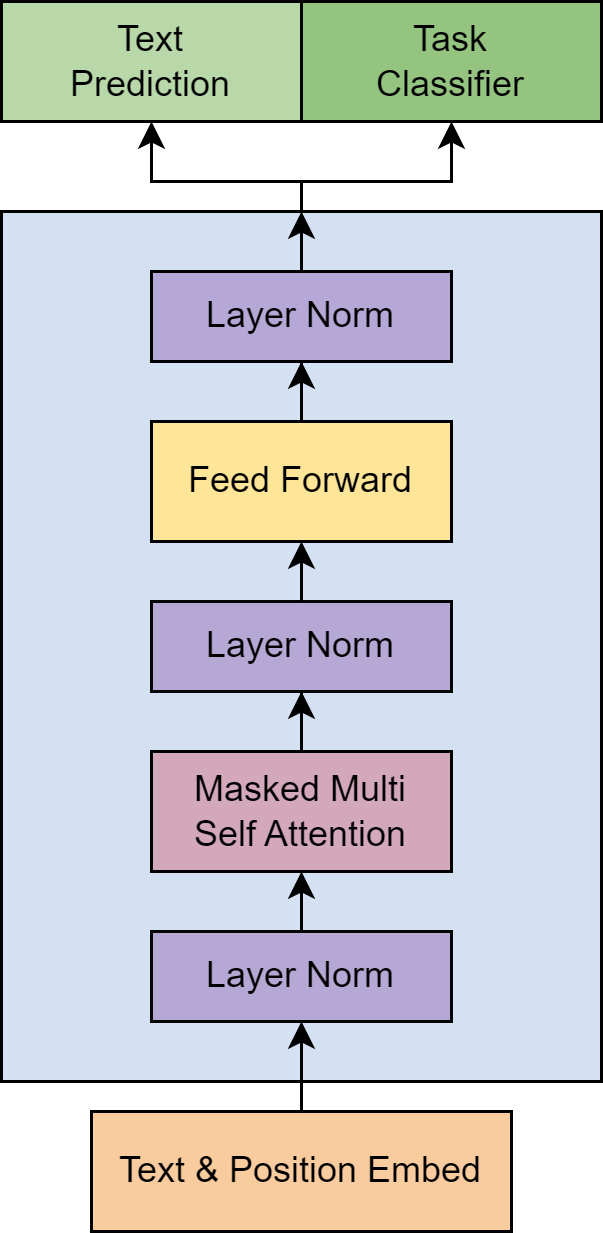 Text
Prediction
Task
Classifier
Layer Norm
Feed Forward
Layer Norm
Masked Multi
Self Attention
Layer Norm
Text & Position Embed